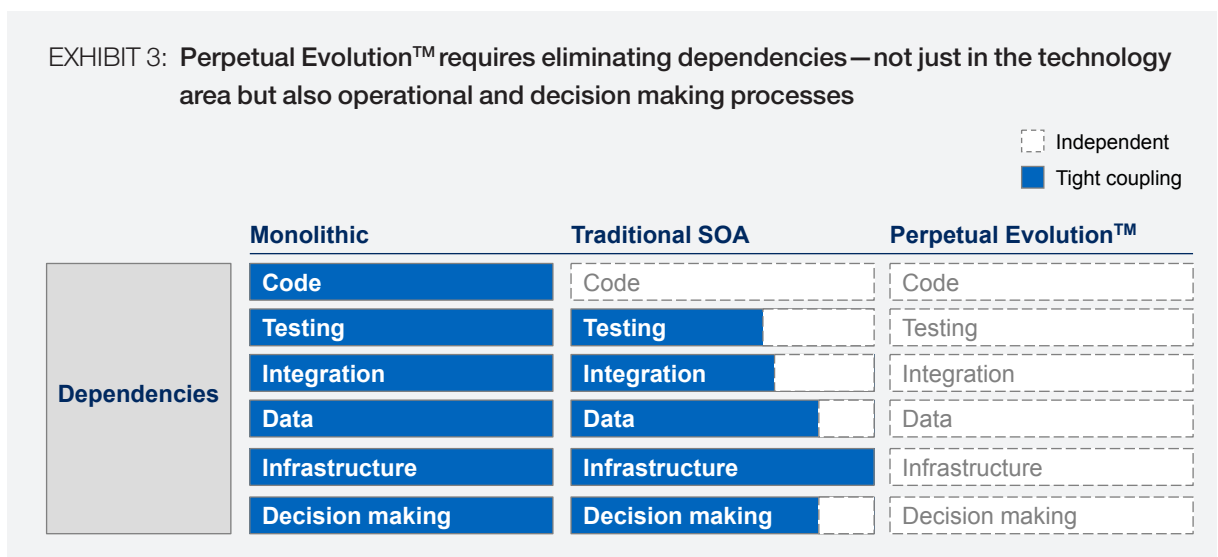 EXHIBIT 3: Perpetual Evolution™ requires eliminating dependencies—not just in the technology
area but also operational and decision making processes
Independent
Tight coupling
Monolithic Traditional SOA Perpetual Evolution™
Dependencies
Code Code Code
Testing Testing Testing
Integration Integration Integration
Data Data Data
Infrastructure Infrastructure Infrastructure
Decision making Decision making Decision making